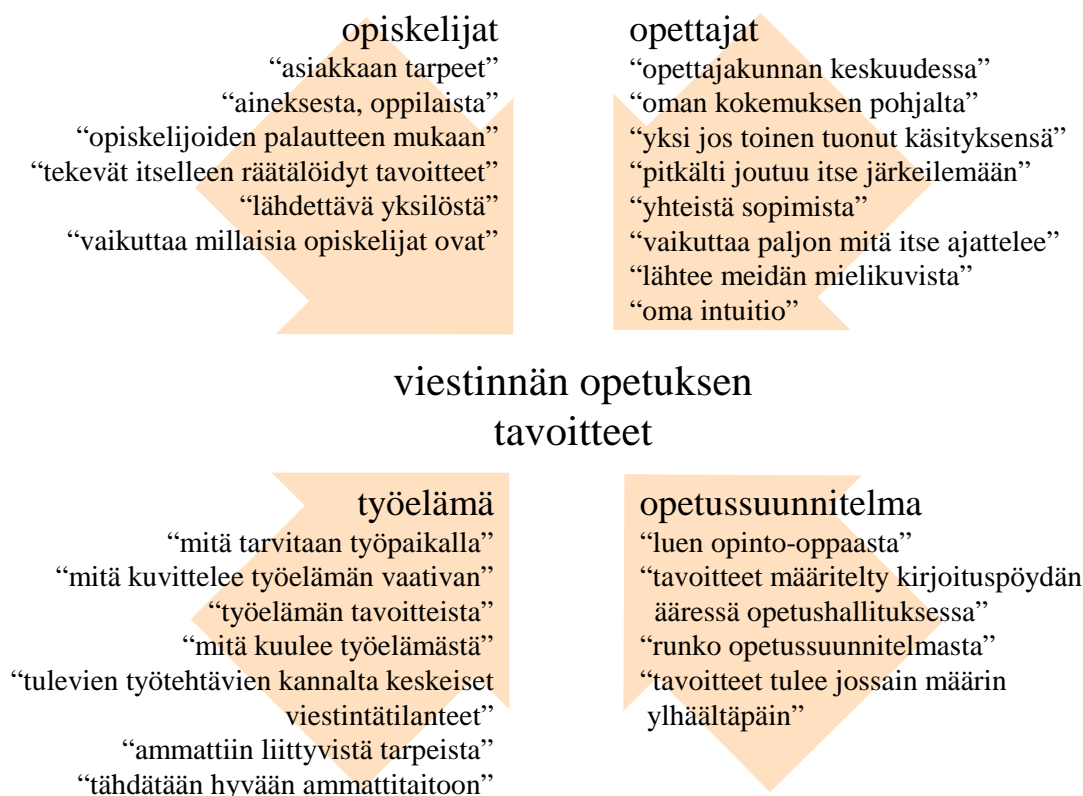 opiskelijat
“asiakkaan tarpeet”
“aineksesta, oppilaista”
“opiskelijoiden palautteen mukaan”
“tekevät itselleen räätälöidyt tavoitteet”
“lähdettävä yksilöstä”
“vaikuttaa millaisia opiskelijat ovat”
opettajat
“opettajakunnan keskuudessa”
“oman kokemuksen pohjalta”
“yksi jos toinen tuonut käsityksensä”
“pitkälti joutuu itse järkeilemään”
“yhteistä sopimista”
“vaikuttaa paljon mitä itse ajattelee”
“lähtee meidän mielikuvista”
“oma intuitio”
viestinnän opetuksen
tavoitteet
työelämä
“mitä tarvitaan työpaikalla”
“mitä kuvittelee työelämän vaativan”
“työelämän tavoitteista”
“mitä kuulee työelämästä”
“tulevien työtehtävien kannalta keskeiset
viestintätilanteet”
“ammattiin liittyvistä tarpeista”
“tähdätään hyvään ammattitaitoon”
opetussuunnitelma
“luen opinto-oppaasta”
“tavoitteet määritelty kirjoituspöydän
ääressä opetushallituksessa”
“runko opetussuunnitelmasta”
“tavoitteet tulee jossain määrin
ylhäältäpäin”